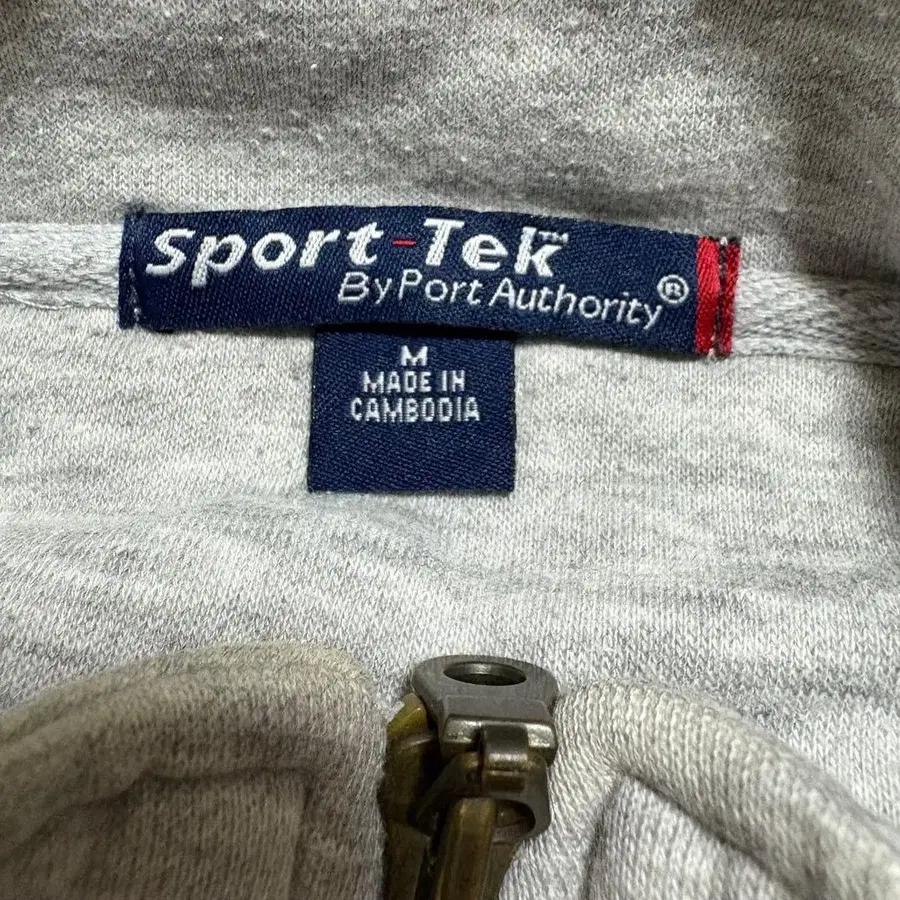 Sport-Tek™
By Port Authority®
M
MADE IN
CAMBODIA